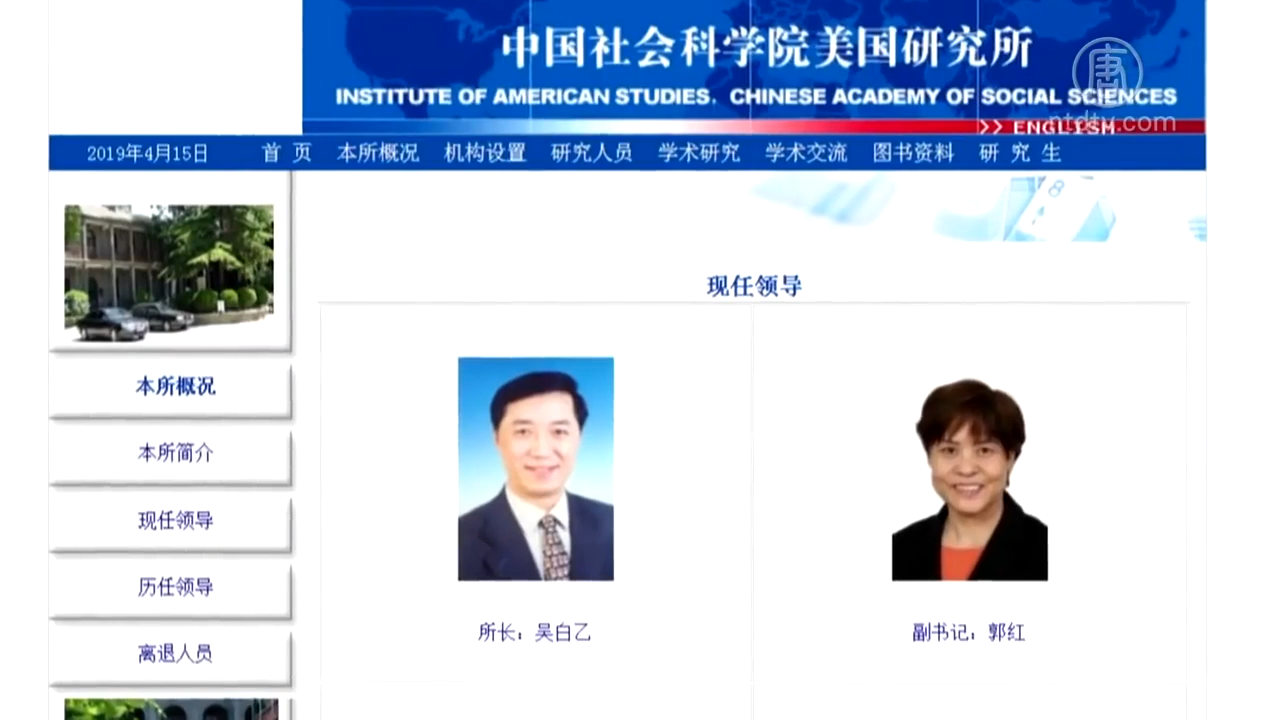 中国社会科学院美国研究所
INSTITUTE OF AMERICAN STUDIES, CHINESE ACADEMY OF SOCIAL SCIENCES
唐
ntdtv.com
>> ENGLISH
2019年4月15日 首 页 本所概况 机构设置 研究人员 学术研究 学术交流 图书资料 研 究 生
现任领导
本所概况
本所简介
现任领导
历任领导
离退人员
所长：吴白乙
副书记：郭红